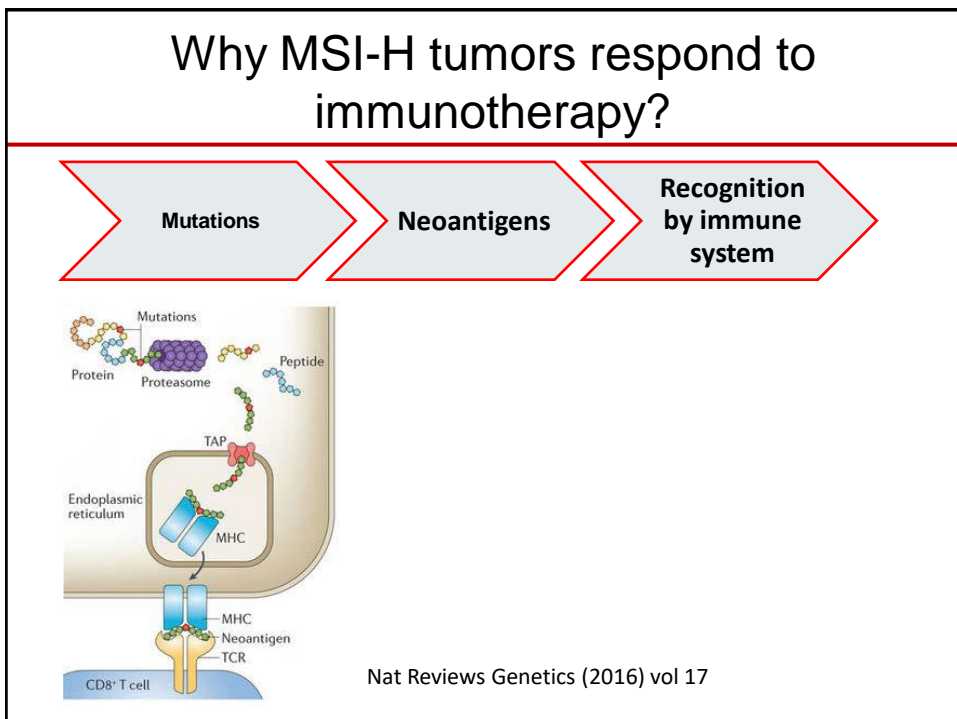 Why MSI-H tumors respond to
immunotherapy?
Mutations
Neoantigens
Recognition
by immune
system
Mutations
Protein
Proteasome
Peptide
TAP
Endoplasmic
reticulum
MHC
MHC
Neoantigen
TCR
CD8⁺ T cell
Nat Reviews Genetics (2016) vol 17